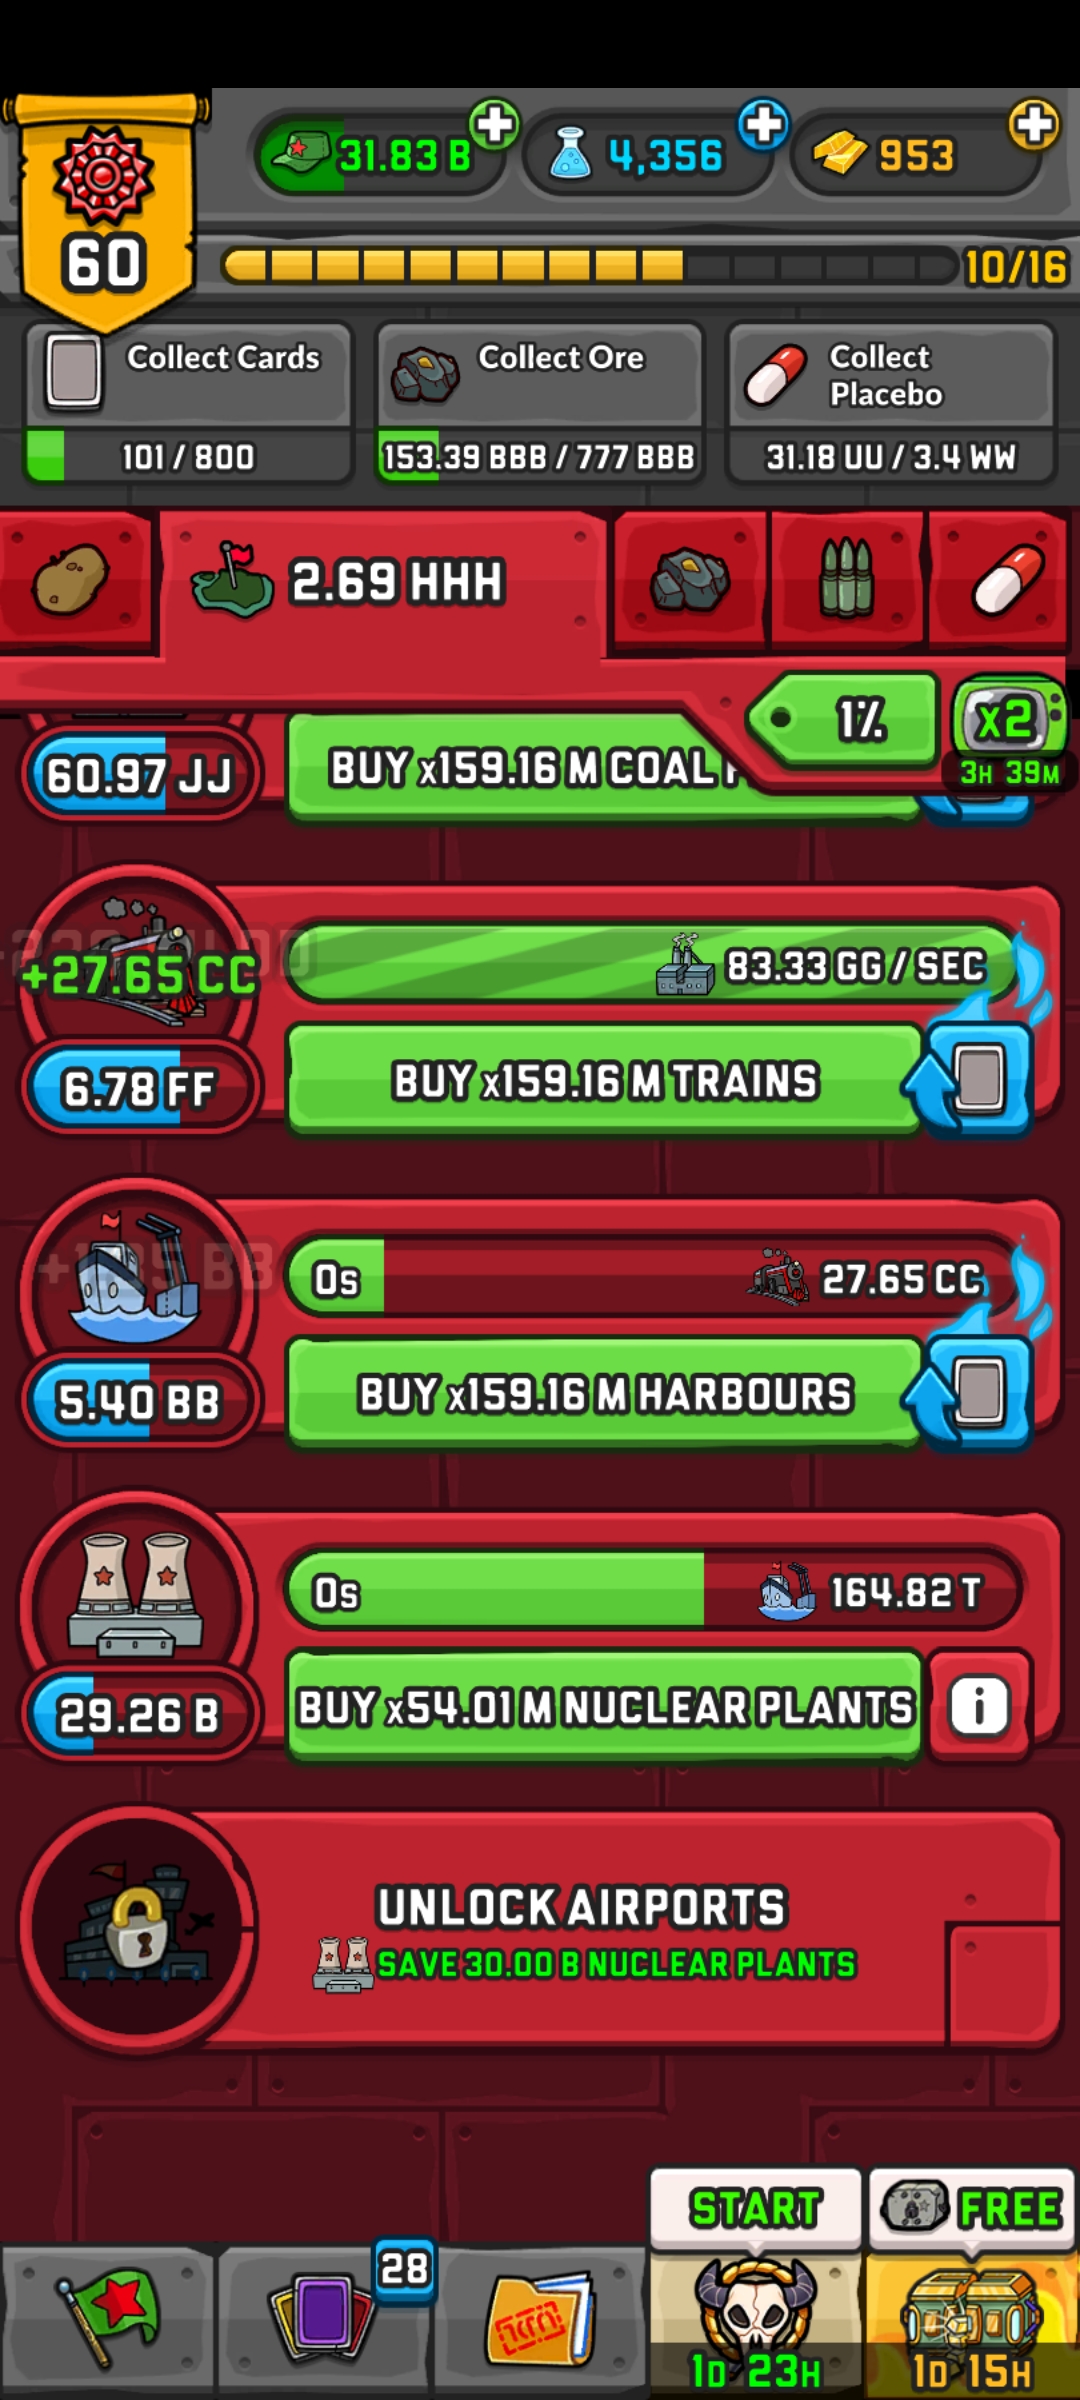 31.83 B
4,356
953
60
10/16
Collect Cards
101 / 800
Collect Ore
153.39 BBB / 777 BBB
Collect
Placebo
31.18 UU / 3.4 WW
2.69 HHH
1%
x2
3H 39M
60.97 JJ
BUY x159.16 M COAL
+27.65 CC
83.33 GG / SEC
6.78 FF
BUY x159.16 M TRAINS
0s
27.65 CC
5.40 BB
BUY x159.16 M HARBOURS
0s
164.82 T
29.26 B
BUY x54.01 M NUCLEAR PLANTS
i
UNLOCK AIRPORTS
SAVE 30.00 B NUCLEAR PLANTS
START
FREE
28
1D 23H
1D 15H